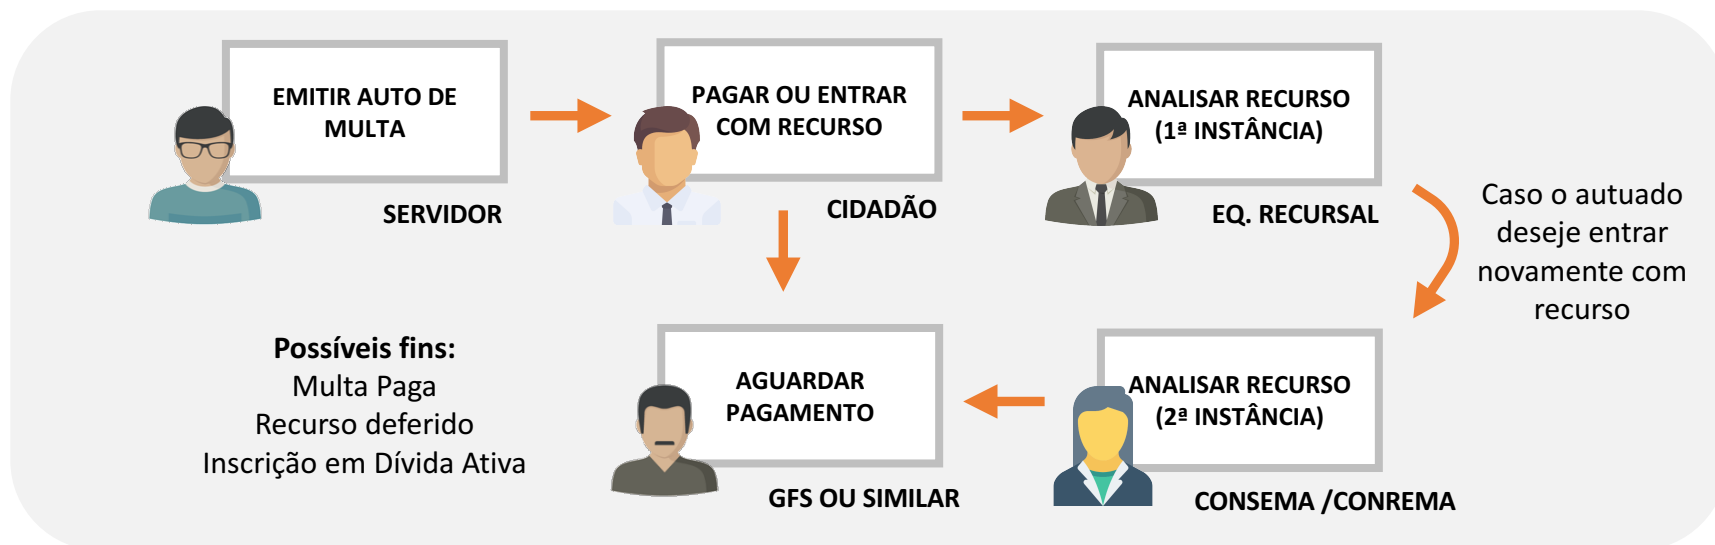 EMITIR AUTO DE
MULTA
SERVIDOR
PAGAR OU ENTRAR
COM RECURSO
CIDADÃO
ANALISAR RECURSO
(1ª INSTÂNCIA)
EQ. RECURSAL
Caso o autuado
deseje entrar
novamente com
recurso
Possíveis fins:
Multa Paga
Recurso deferido
Inscrição em Dívida Ativa
AGUARDAR
PAGAMENTO
GFS OU SIMILAR
ANALISAR RECURSO
(2ª INSTÂNCIA)
CONSEMA /CONREMA